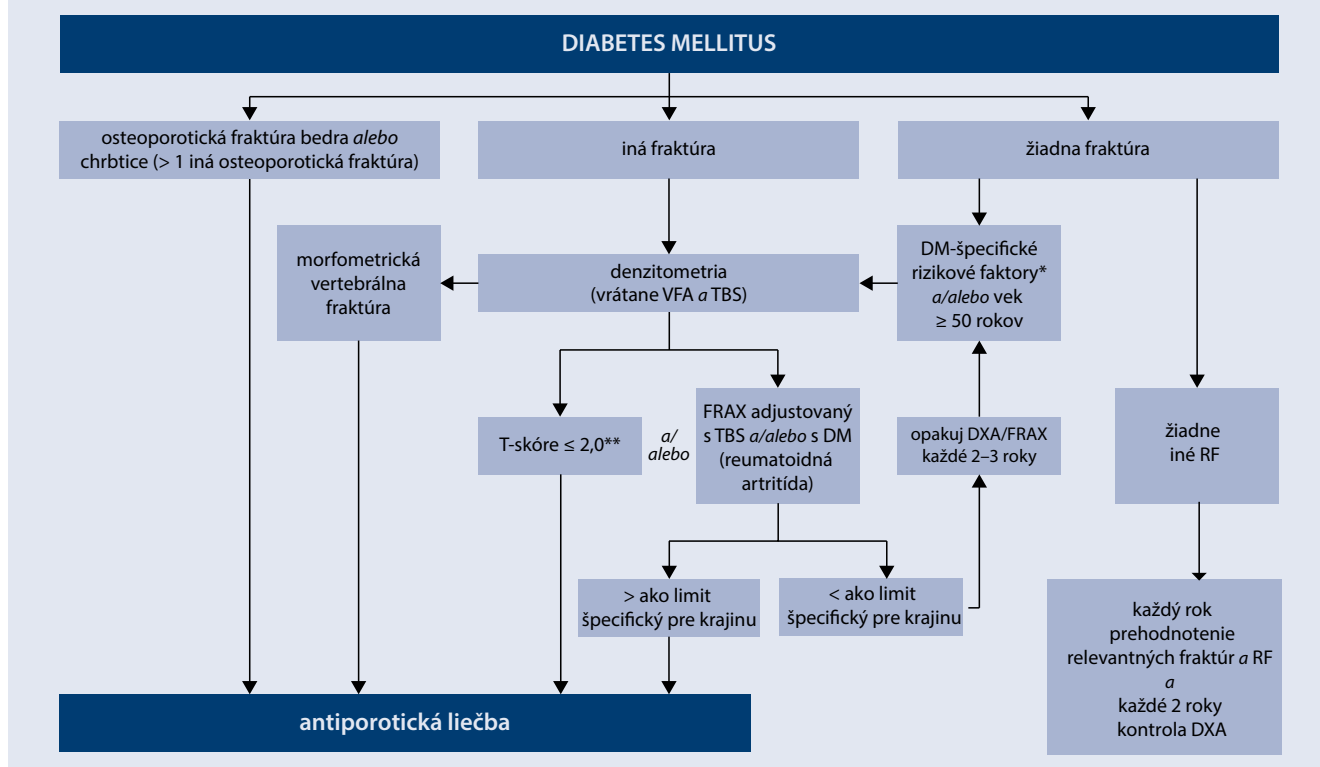 DIABETES MELLITUS
osteoporotická fraktúra bedra alebo
chrbtice (> 1 iná osteoporotická fraktúra)
iná fraktúra
žiadna fraktúra
morfometrická
vertebrálna
fraktúra
denzitometria
(vrátane VFA a TBS)
DM-špecifické
rizikové faktory*
a/alebo vek
≥ 50 rokov
T-skóre ≤ 2,0**
a/
alebo
FRAX adjustovaný
s TBS a/alebo s DM
(reumatoidná
artritída)
opakuj DXA/FRAX
každé 2–3 roky
žiadne
iné RF
> ako limit
špecifický pre krajinu
< ako limit
špecifický pre krajinu
každý rok
prehodnotenie
relevantných fraktúr a RF
a
každé 2 roky
kontrola DXA
antiporotická liečba